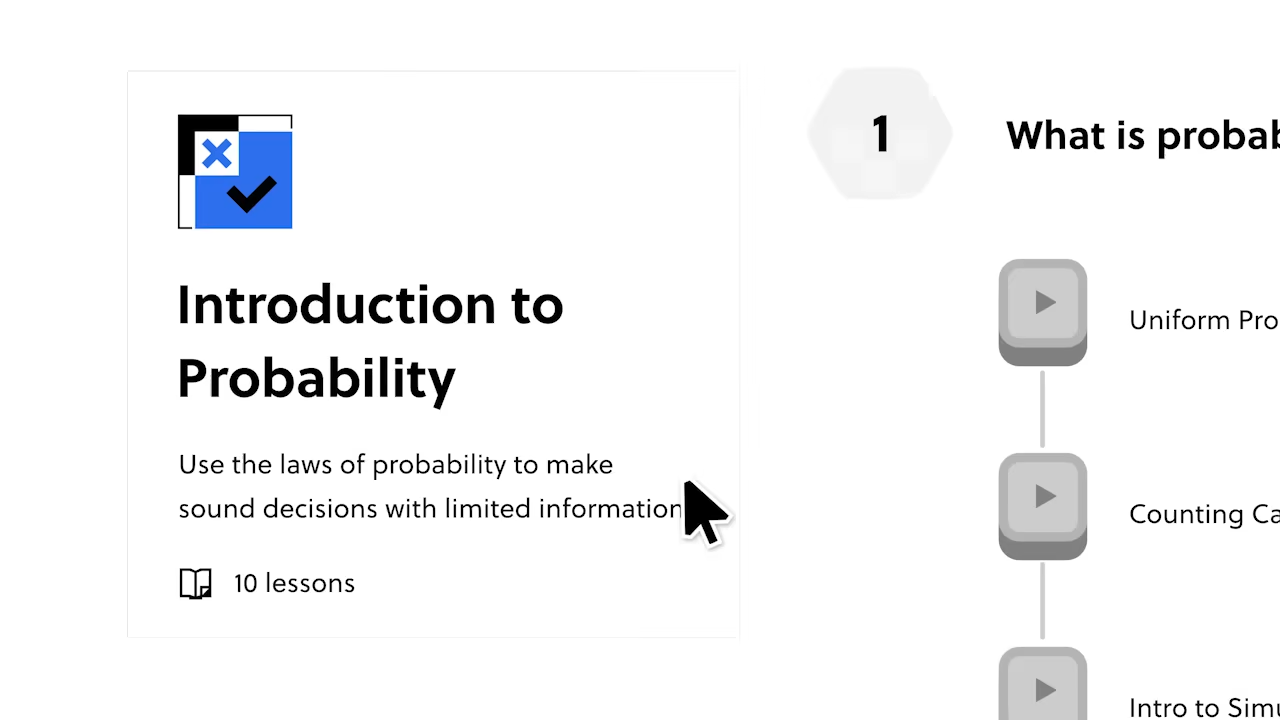 Introduction to
Probability
Use the laws of probability to make
sound decisions with limited information
10 lessons
1
What is probab
Uniform Pro
Counting Ca
Intro to Simu